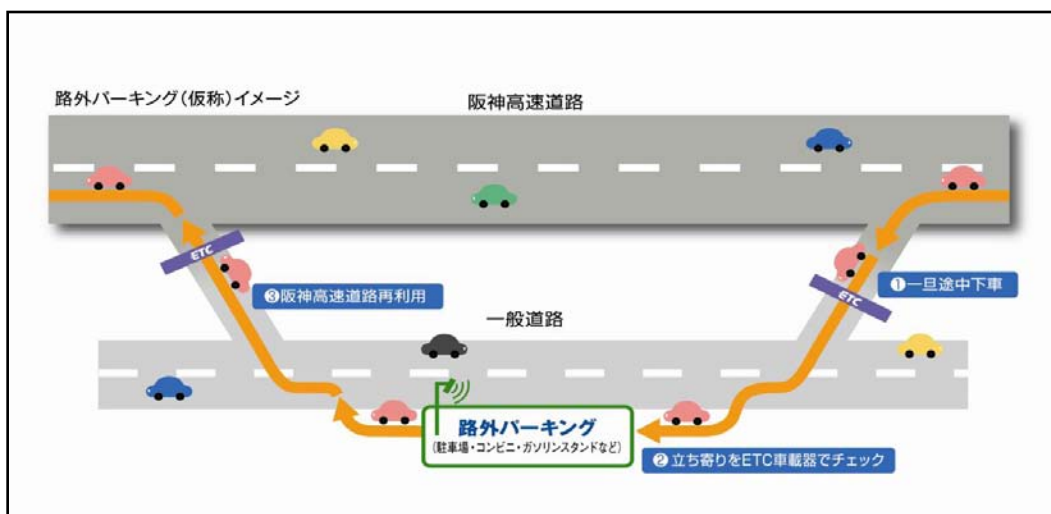 路外パーキング(仮称)イメージ
阪神高速道路
ETC
❸阪神高速道路再利用
❶一旦途中下車
ETC
一般道路
路外パーキング
(駐車場・コンビニ・ガソリンスタンドなど)
❷立ち寄りをETC車載器でチェック